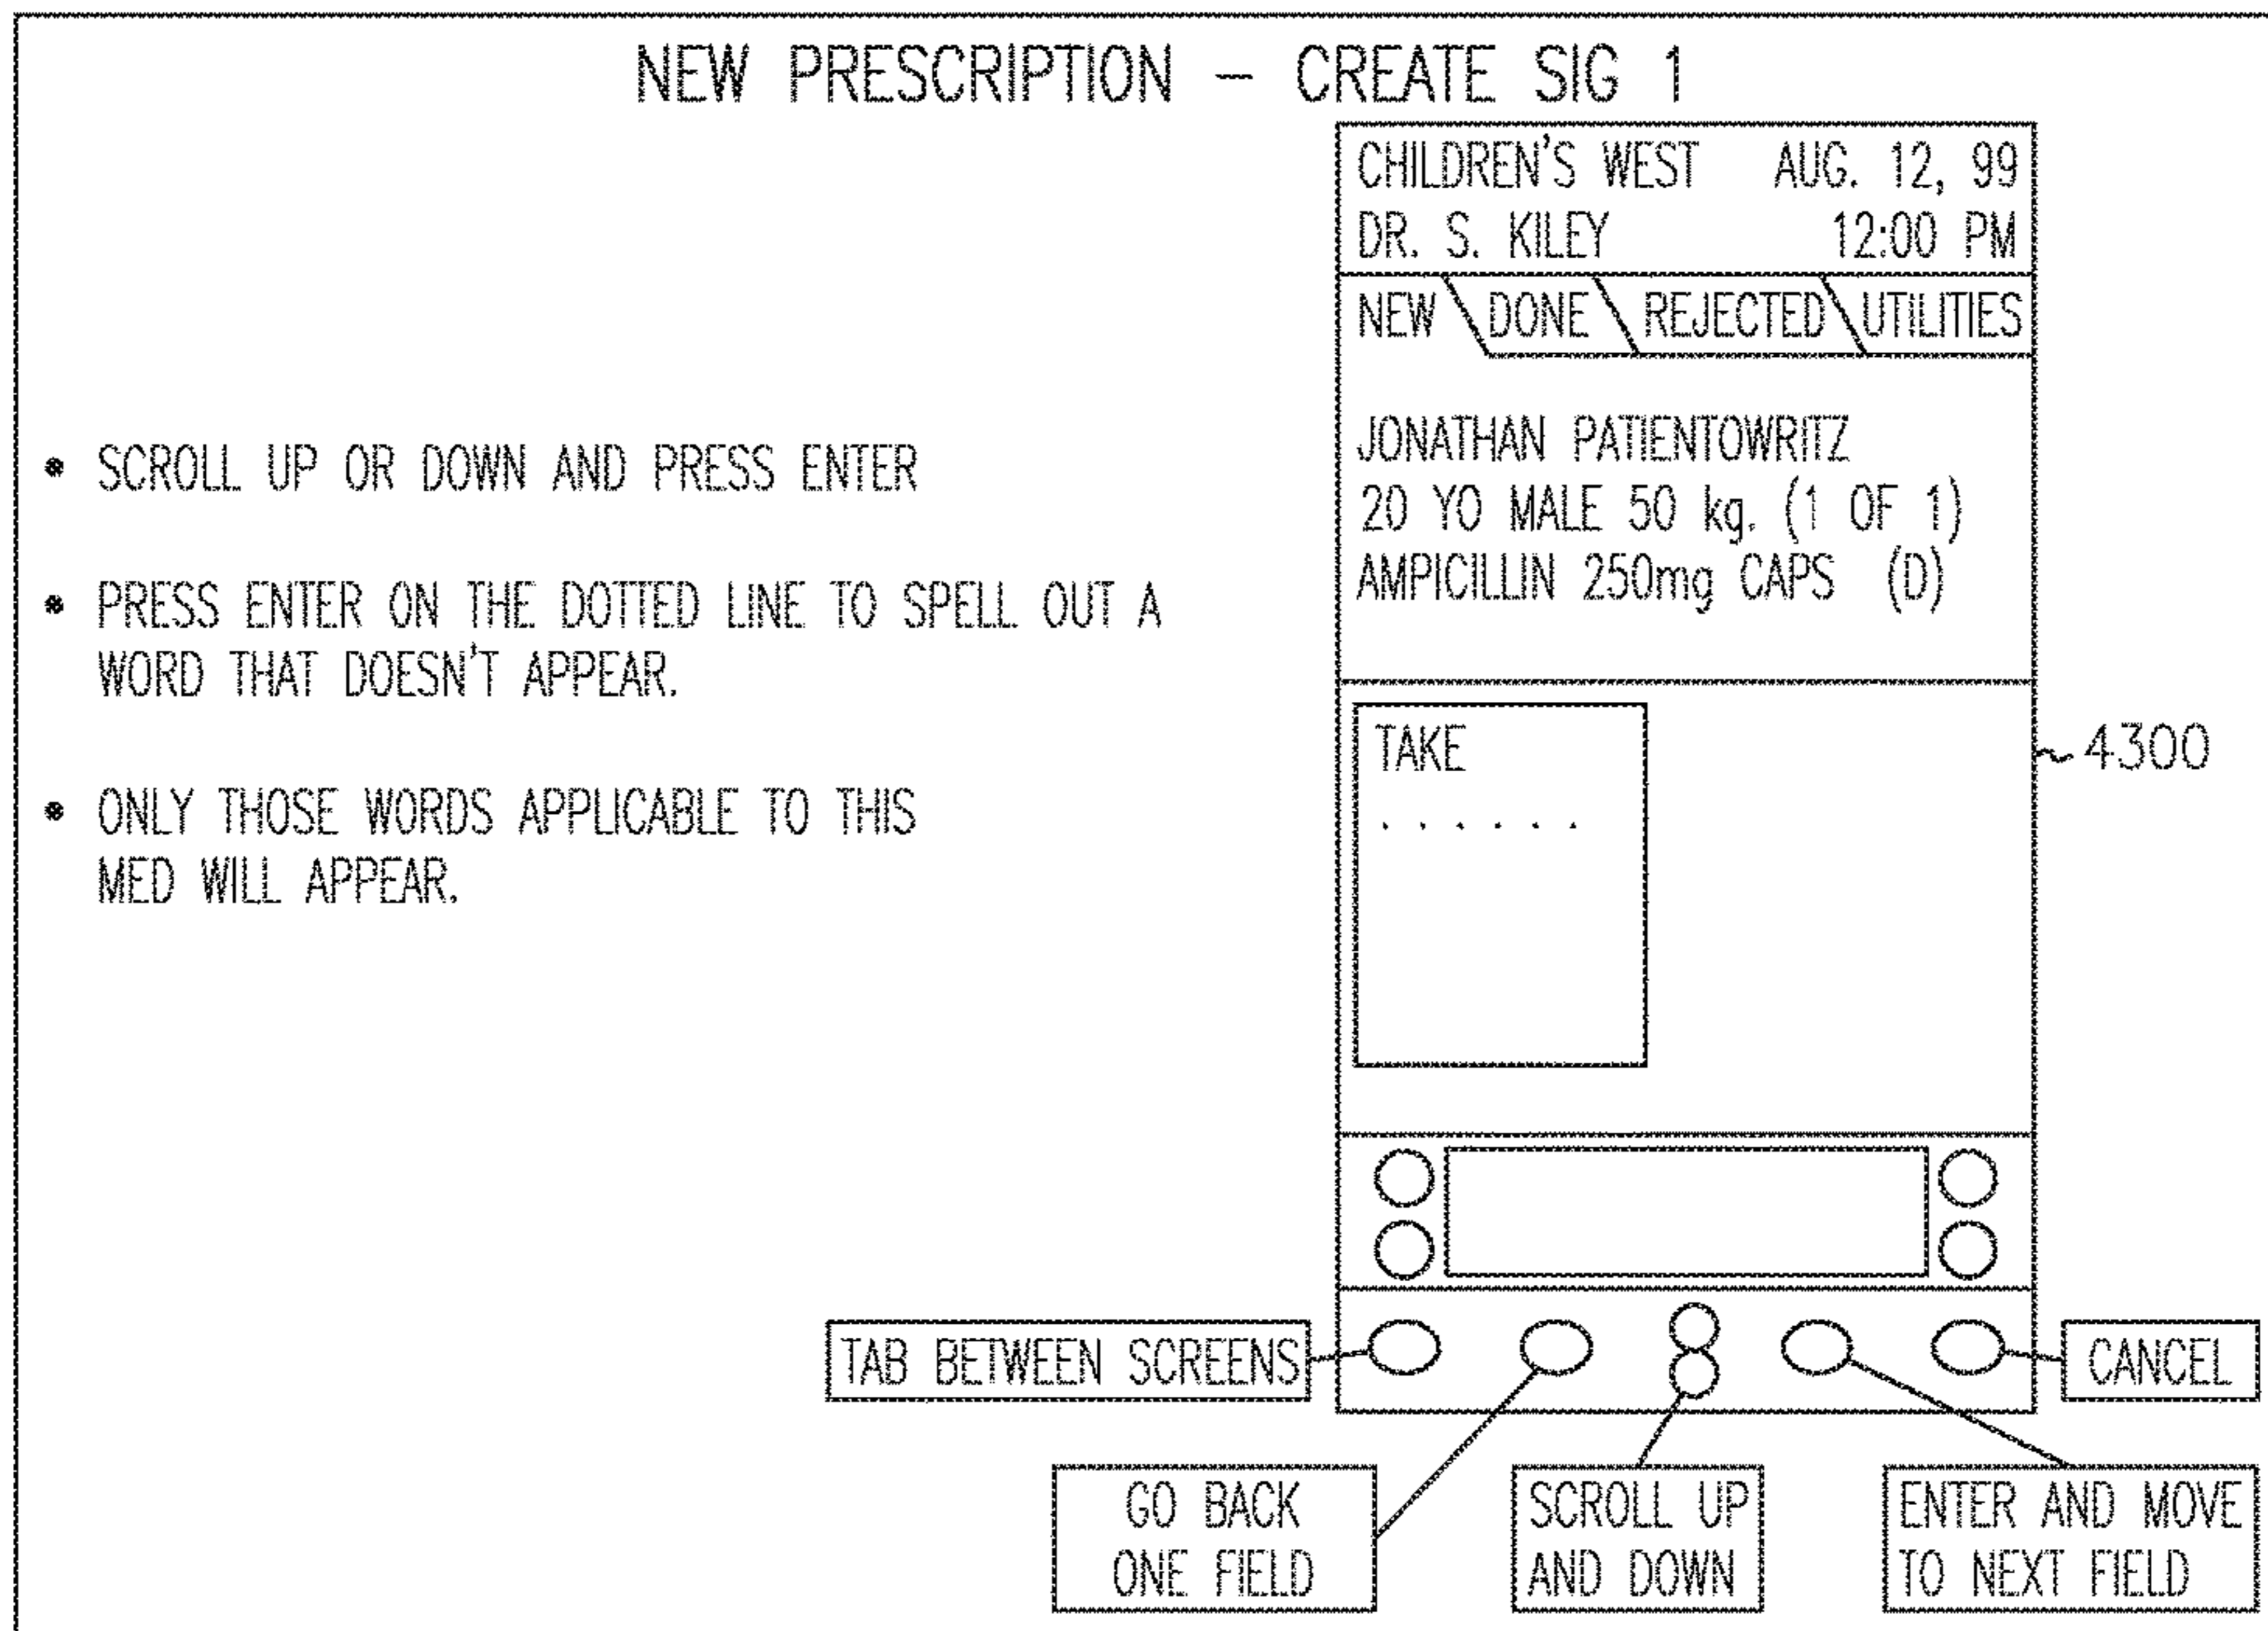 NEW PRESCRIPTION – CREATE SIG 1
CHILDREN'S WEST AUG. 12, 99
DR. S. KILEY 12:00 PM
NEW DONE REJECTED UTILITIES
JONATHAN PATIENTOWRITZ
20 YO MALE 50 kg. (1 OF 1)
AMPICILLIN 250mg CAPS (D)
• SCROLL UP OR DOWN AND PRESS ENTER
• PRESS ENTER ON THE DOTTED LINE TO SPELL OUT A
WORD THAT DOESN'T APPEAR.
• ONLY THOSE WORDS APPLICABLE TO THIS
MED WILL APPEAR.
TAKE
. . . . . .
4300
TAB BETWEEN SCREENS
CANCEL
GO BACK
ONE FIELD
SCROLL UP
AND DOWN
ENTER AND MOVE
TO NEXT FIELD